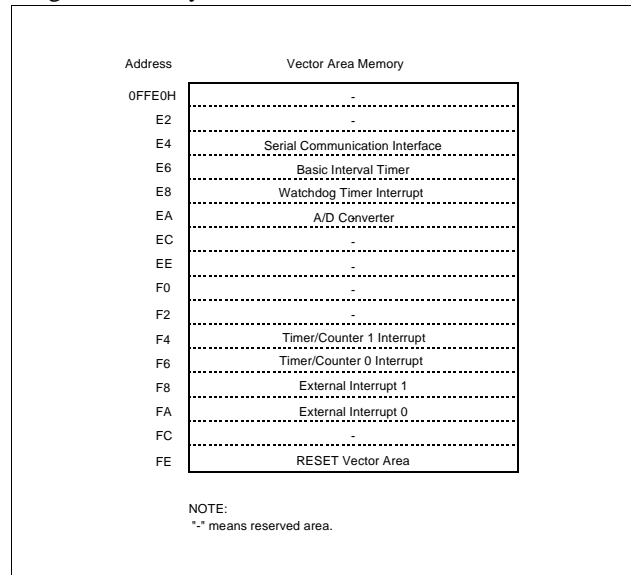 Address Vector Area Memory
0FFE0H -
E2 -
E4 Serial Communication Interface
E6 Basic Interval Timer
E8 Watchdog Timer Interrupt
EA A/D Converter
EC -
EE -
F0 -
F2 -
F4 Timer/Counter 1 Interrupt
F6 Timer/Counter 0 Interrupt
F8 External Interrupt 1
FA External Interrupt 0
FC -
FE RESET Vector Area
NOTE:
"-" means reserved area.